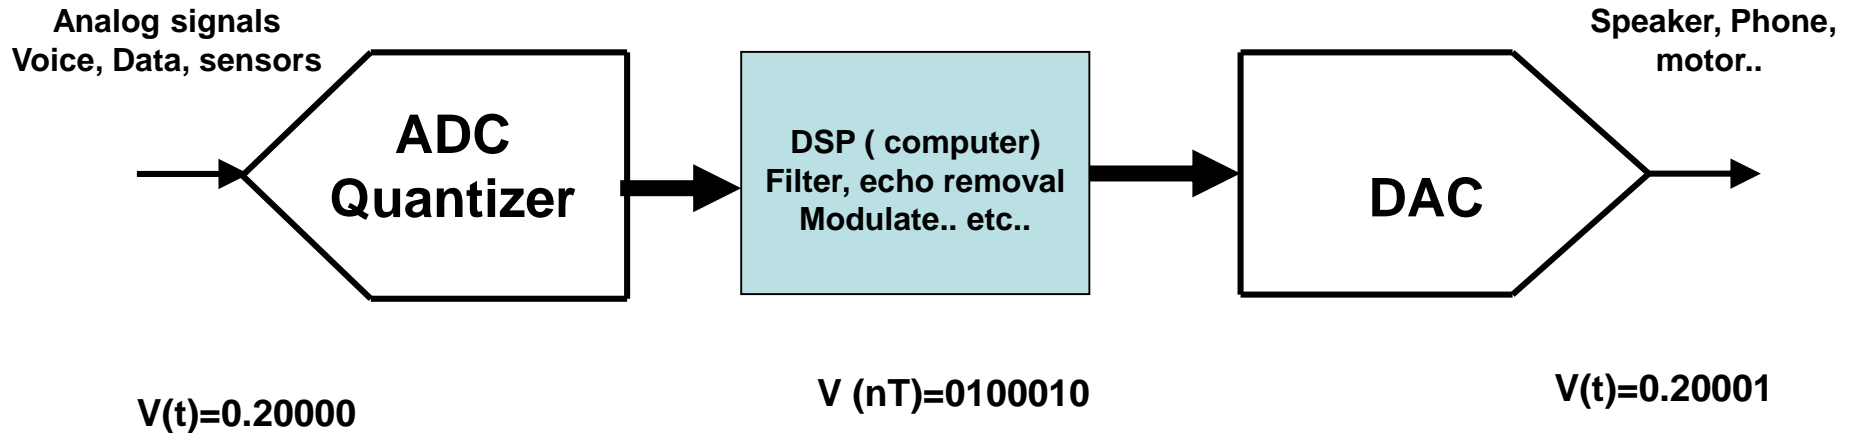 Analog signals
Voice, Data, sensors
ADC
Quantizer
DSP ( computer)
Filter, echo removal
Modulate.. etc..
DAC
Speaker, Phone,
motor..
V(t)=0.20000
V (nT)=0100010
V(t)=0.20001